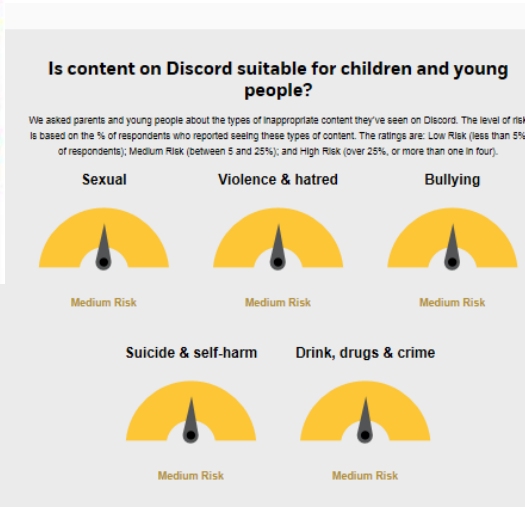 Is content on Discord suitable for children and young
people?
We asked parents and young people about the types of inappropriate content they've seen on Discord. The level of risk
is based on the % of respondents who reported seeing these types of content. The ratings are: Low Risk (less than 5%
of respondents); Medium Risk (between 5 and 25%); and High Risk (over 25%, or more than one in four).
Sexual Violence & hatred Bullying
Medium Risk Medium Risk Medium Risk
Suicide & self-harm Drink, drugs & crime
Medium Risk Medium Risk